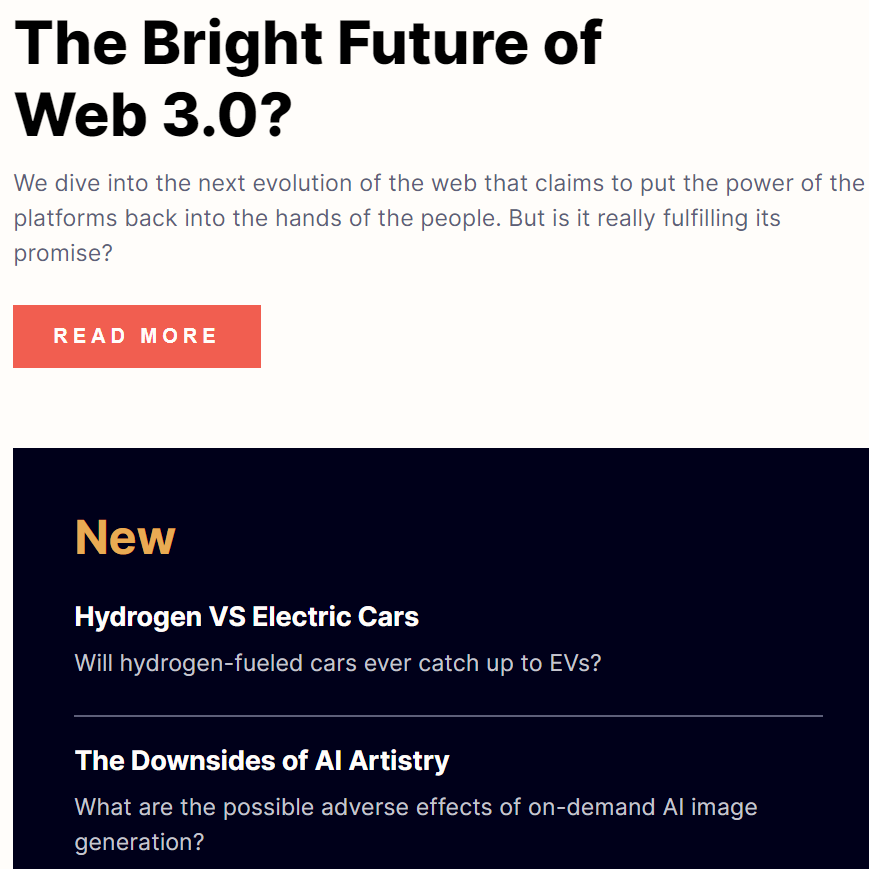 The Bright Future of
Web 3.0?
We dive into the next evolution of the web that claims to put the power of the
platforms back into the hands of the people. But is it really fulfilling its
promise?
READ MORE
New
Hydrogen VS Electric Cars
Will hydrogen-fueled cars ever catch up to EVs?
The Downsides of AI Artistry
What are the possible adverse effects of on-demand AI image
generation?